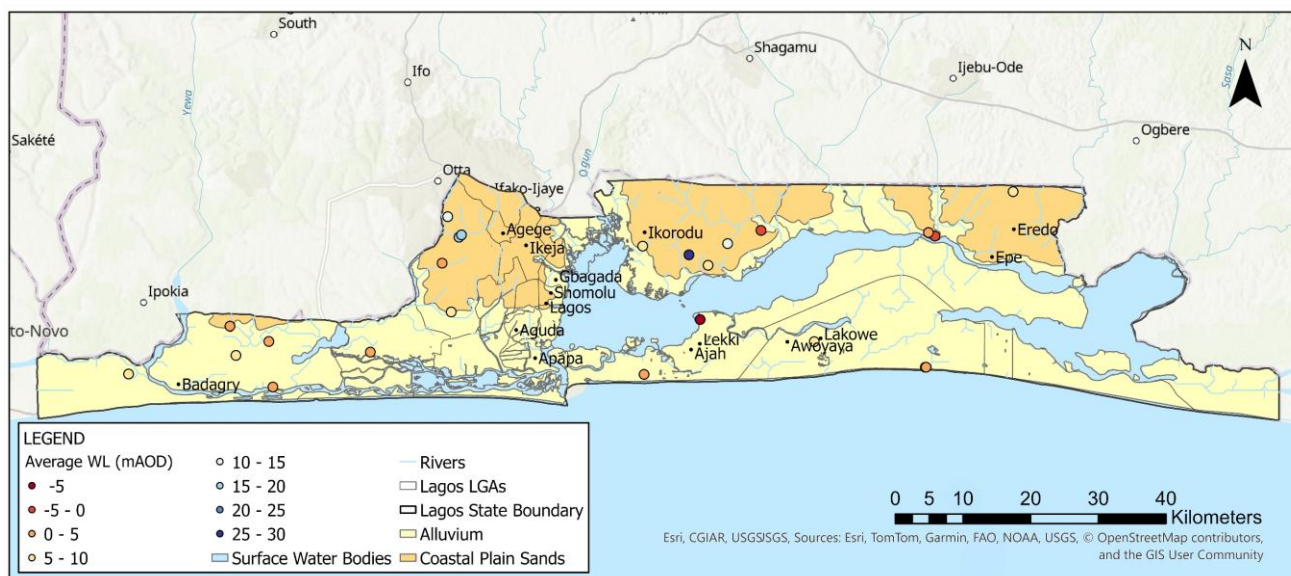 South
Ifo
Shagamu
Ijebu-Ode
N
Yewa
Sasa
Sakété
Ogun
Ogbere
Otta
Ifako-Ijaye
Agege
Ikeja
Ikorodu
Eredo
Epe
Gbagada
Shomolu
Lagos
Ipokia
to-Novo
Aguda
Apapa
Lekki
Ajah
Lakowe
Awoyaya
Badagry
LEGEND
Average WL (mAOD)
-5
-5 - 0
0 - 5
5 - 10
10 - 15
15 - 20
20 - 25
25 - 30
Surface Water Bodies
Rivers
Lagos LGAs
Lagos State Boundary
Alluvium
Coastal Plain Sands
0 5 10 20 30 40
Kilometers
Esri, CGIAR, USGS|SGS, Sources: Esri, TomTom, Garmin, FAO, NOAA, USGS, © OpenStreetMap contributors,
and the GIS User Community